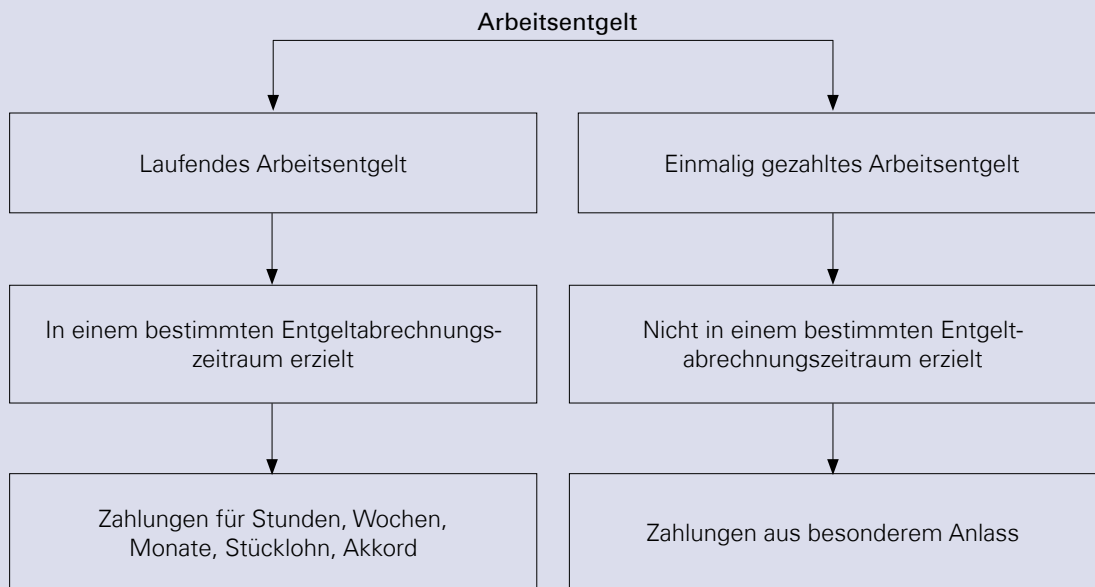 Arbeitsentgelt
Laufendes Arbeitsentgelt
Einmalig gezahltes Arbeitsentgelt
In einem bestimmten Entgeltabrechnungs-
zeitraum erzielt
Nicht in einem bestimmten Entgelt-
abrechnungszeitraum erzielt
Zahlungen für Stunden, Wochen,
Monate, Stücklohn, Akkord
Zahlungen aus besonderem Anlass